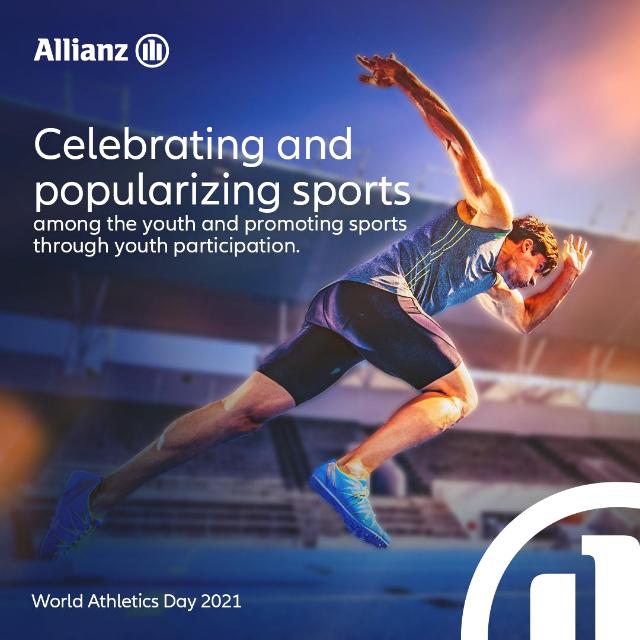 Allianz
Celebrating and
popularizing sports
among the youth and promoting sports
through youth participation.
World Athletics Day 2021